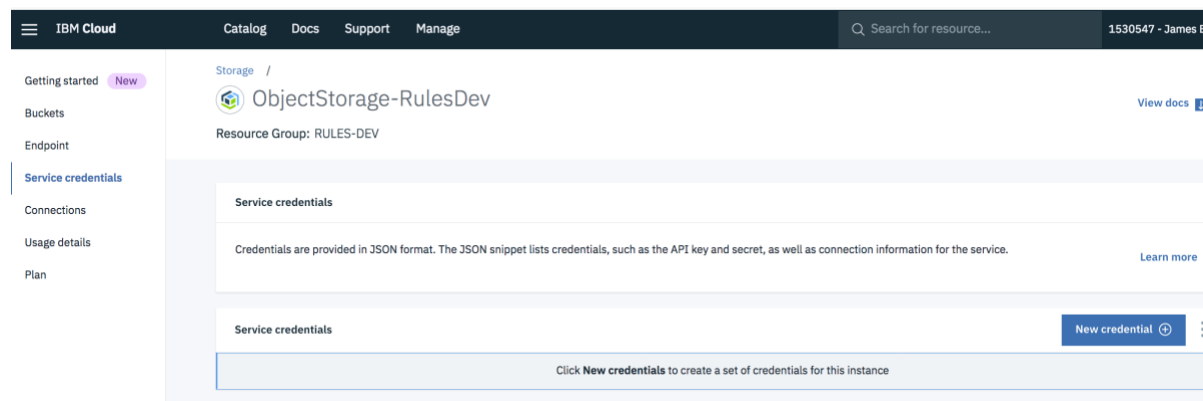 IBM Cloud
Catalog Docs Support Manage
Search for resource...
1530547 - James
Getting started New
Buckets
Endpoint
Service credentials
Connections
Usage details
Plan
Storage /
ObjectStorage-RulesDev
Resource Group: RULES-DEV
View docs
Service credentials
Credentials are provided in JSON format. The JSON snippet lists credentials, such as the API key and secret, as well as connection information for the service.
Learn more
Service credentials
New credential
Click New credentials to create a set of credentials for this instance